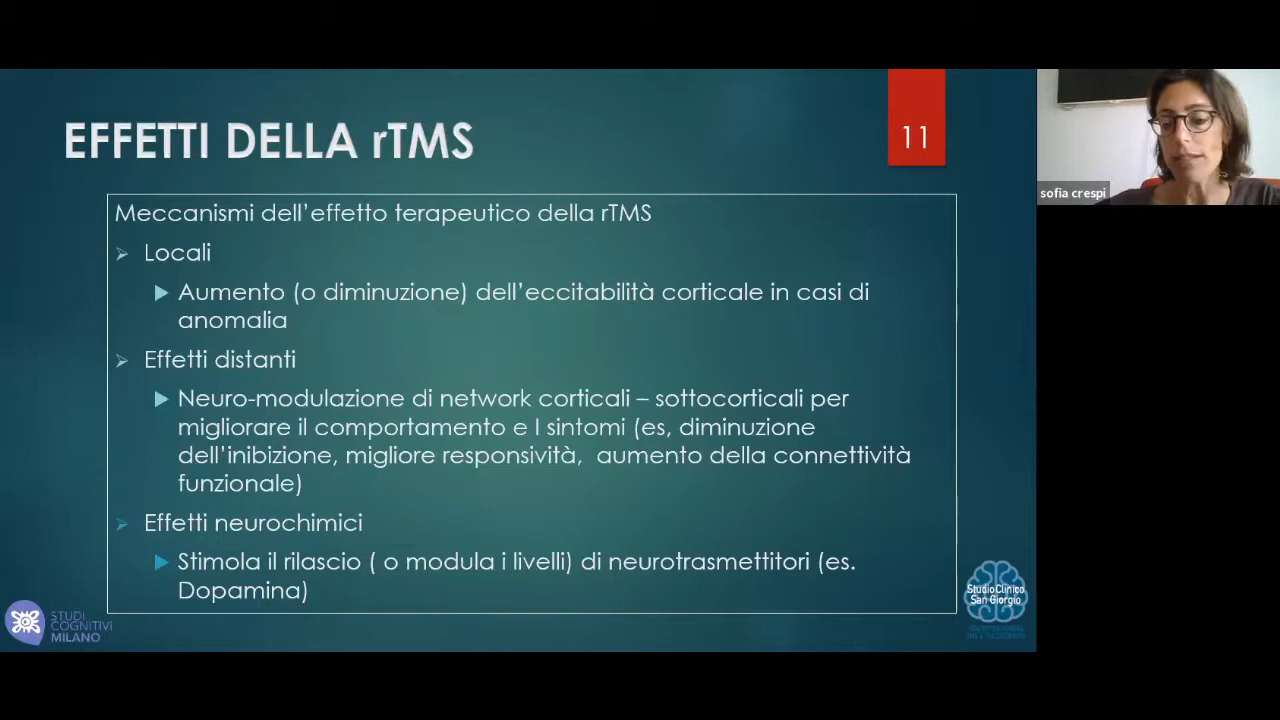 EFFETTI DELLA rTMS
11
Meccanismi dell'effetto terapeutico della rTMS
Locali
Aumento (o diminuzione) dell'eccitabilità corticale in casi di
anomalia
Effetti distanti
Neuro-modulazione di network corticali – sottocorticali per
migliorare il comportamento e I sintomi (es, diminuzione
dell'inibizione, migliore responsività, aumento della connettività
funzionale)
Effetti neurochimici
Stimola il rilascio ( o modula i livelli) di neurotrasmettitori (es.
Dopamina)
STUDI
COGNITIVI
MILANO
Studio Clinico
San Giorgio
sofia crespi